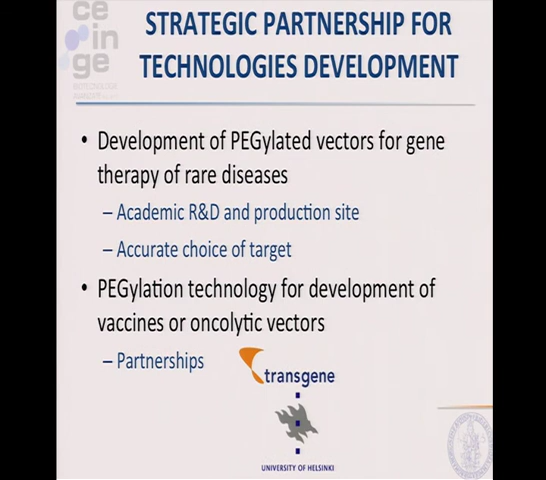 ce
in
ge
STRATEGIC PARTNERSHIP FOR
TECHNOLOGIES DEVELOPMENT
• Development of PEGylated vectors for gene
therapy of rare diseases
– Academic R&D and production site
– Accurate choice of target
• PEGylation technology for development of
vaccines or oncolytic vectors
– Partnerships
transgene
UNIVERSITY OF HELSINKI